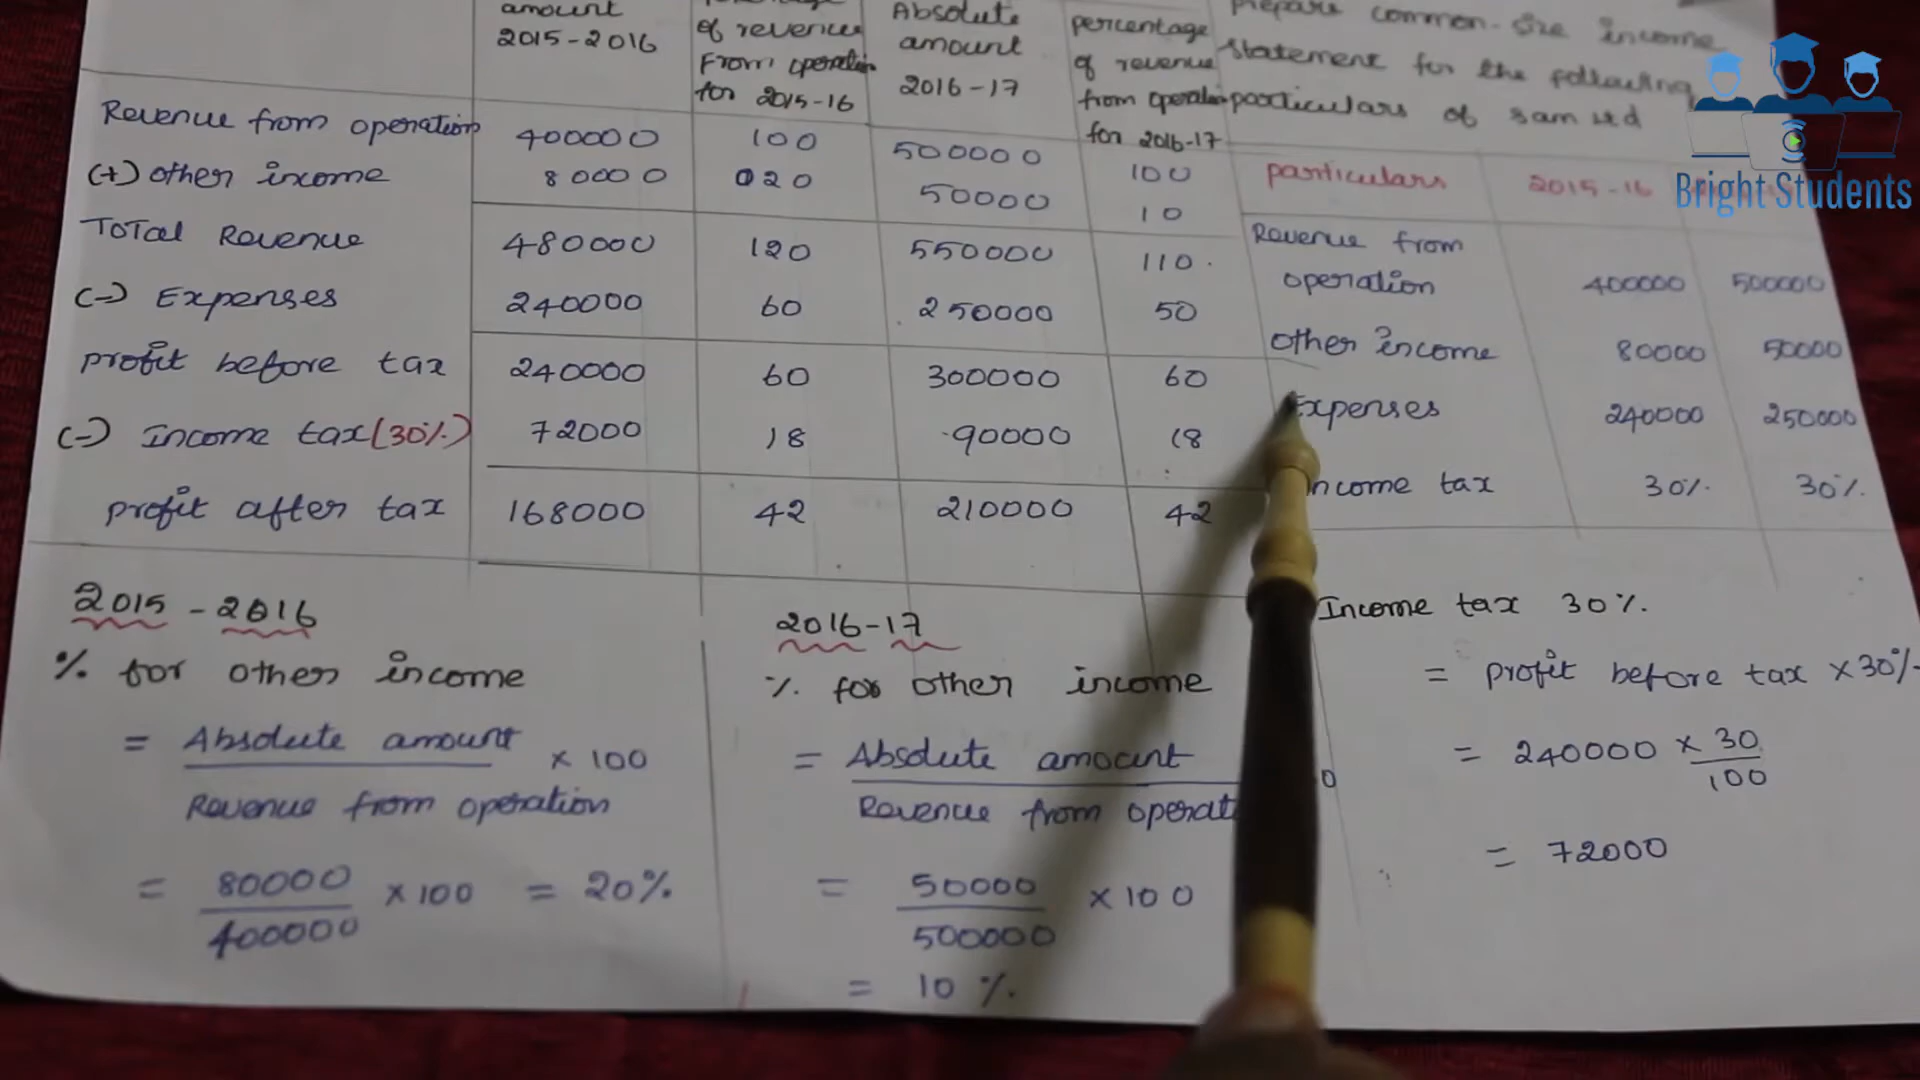 amount
2015-2016
of revenue
From operation
for 2015-16
Absolute
amount
2016-17
percentage
of revenue
from operation
for 2016-17
Revenue from operation 400000 100 500000 100
(+) other income 80000 020 50000 10
Total Revenue 480000 120 550000 110
(-) Expenses 240000 60 250000 50
profit before tax 240000 60 300000 60
(-) Income tax (30%) 72000 18 90000 18
profit after tax 168000 42 210000 42
prepare common-size income
statement for the following
particulars of Sam Ltd
particulars 2015-16
Revenue from
operation 400000 500000
other income 80000 50000
Expenses 240000 250000
ncome tax 30% 30%
2015 - 2016
% for other income
= Absolute amount × 100
Revenue from operation
= 80000 × 100 = 20%
400000
2016-17
% for other income
= Absolute amount
Revenue from operat
0
= 50000 × 100
500000
= 10 %
Income tax 30%.
= profit before tax × 30%
= 240000 × 30
100
= 72000
Bright Students